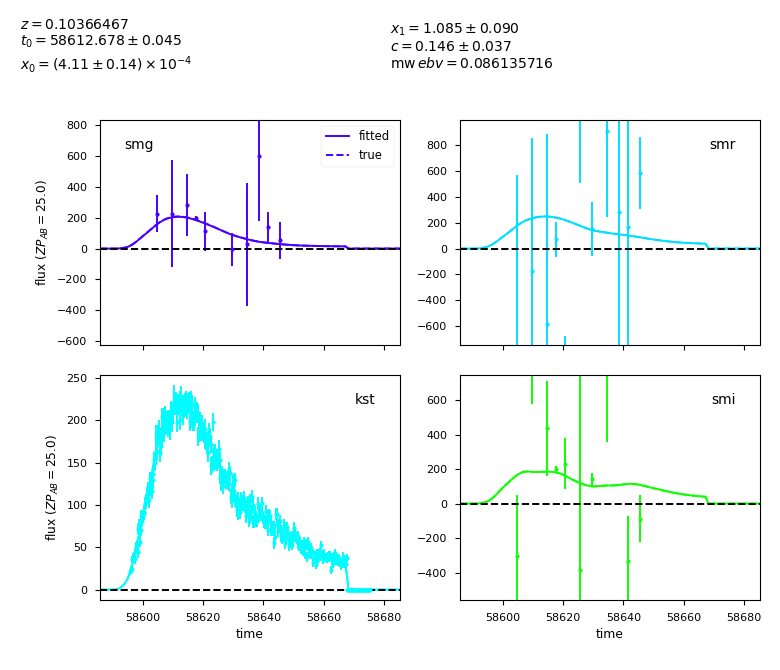 z = 0.10366467
t₀ = 58612.678 ± 0.045
x₀ = (4.11 ± 0.14) × 10⁻⁴
x₁ = 1.085 ± 0.090
c = 0.146 ± 0.037
mw ebv = 0.086135716
smg
fitted
true
800
600
400
200
0
−200
−400
−600
flux (ZP_AB = 25.0)
smr
800
600
400
200
0
−200
−400
−600
kst
250
200
150
100
50
0
flux (ZP_AB = 25.0)
58600 58620 58640 58660 58680
time
smi
600
400
200
0
−200
−400
58600 58620 58640 58660 58680
time